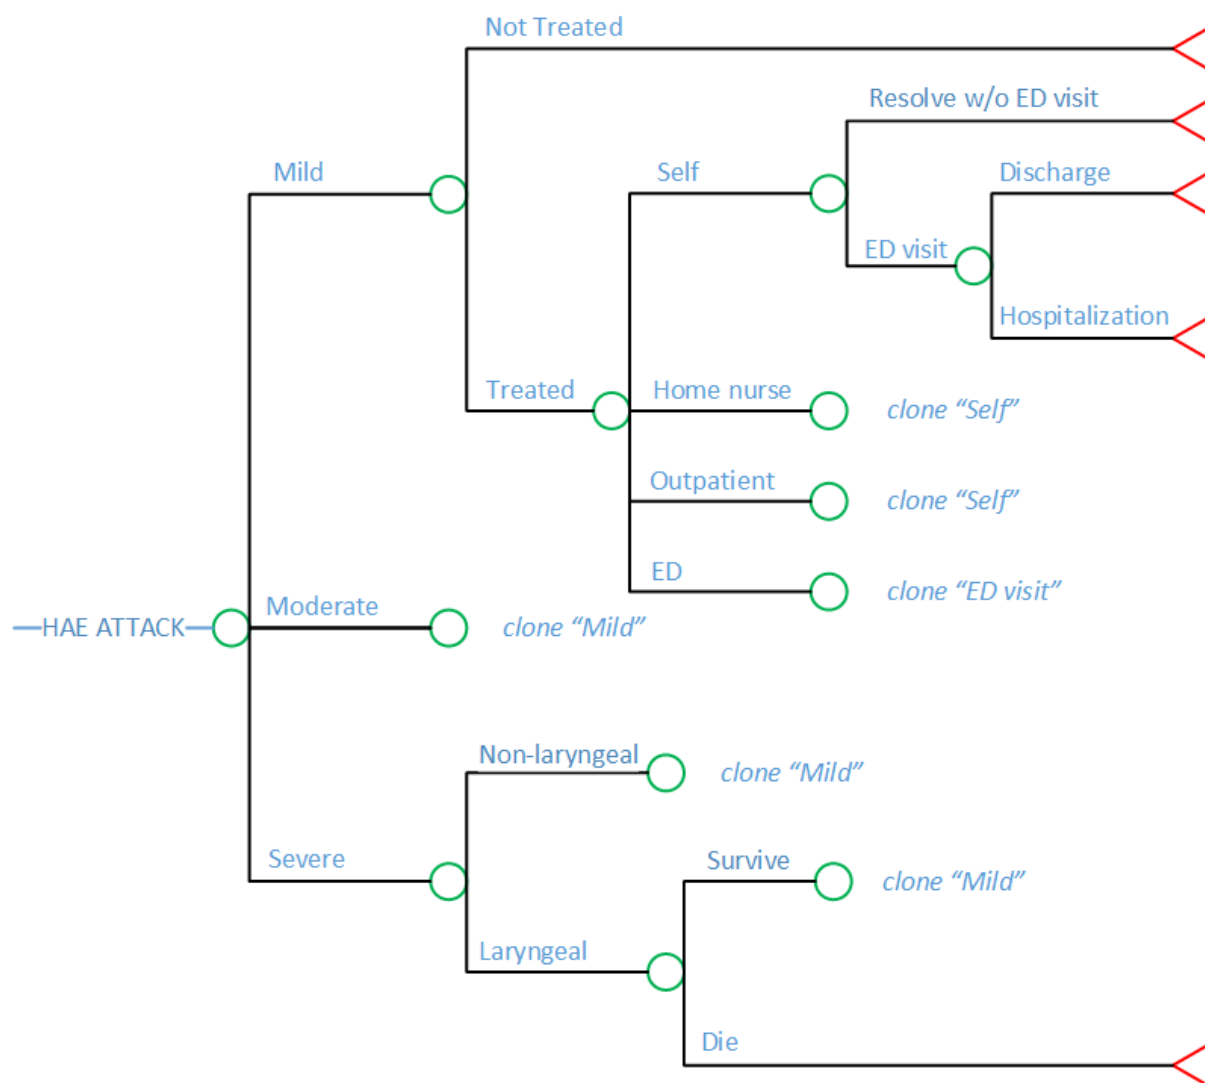 Not Treated
Resolve w/o ED visit
Mild
Self
Discharge
ED visit
Hospitalization
Treated
Home nurse
clone “Self”
Outpatient
clone “Self”
ED
clone “ED visit”
HAE ATTACK
Moderate
clone “Mild”
Non-laryngeal
clone “Mild”
Severe
Survive
clone “Mild”
Laryngeal
Die